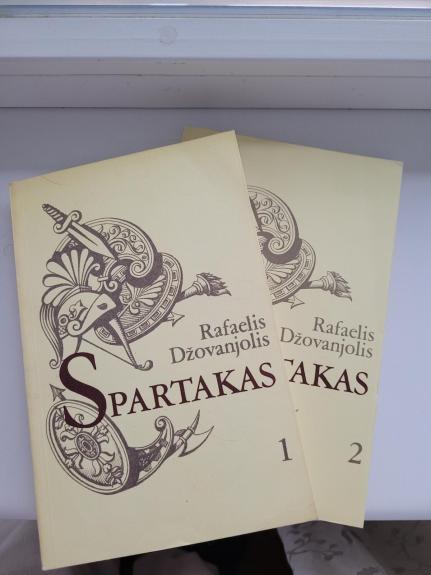 Rafaelis
Džovanjolis
SPARTAKAS
1
Rafaelis
Džovanjolis
TAKAS
2